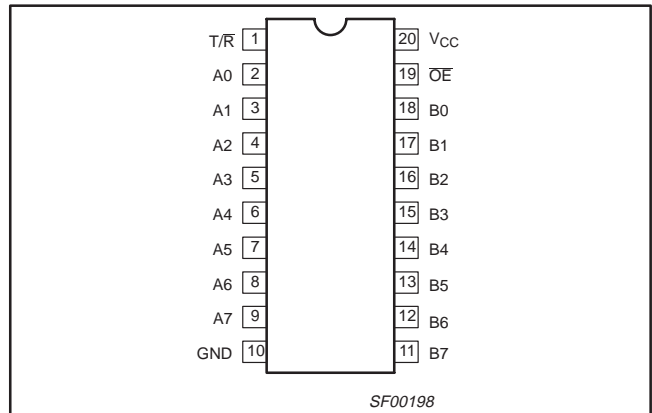 T/R̅ 1 20 VCC
A0 2 19 O̅E̅
A1 3 18 B0
A2 4 17 B1
A3 5 16 B2
A4 6 15 B3
A5 7 14 B4
A6 8 13 B5
A7 9 12 B6
GND 10 11 B7
SF00198